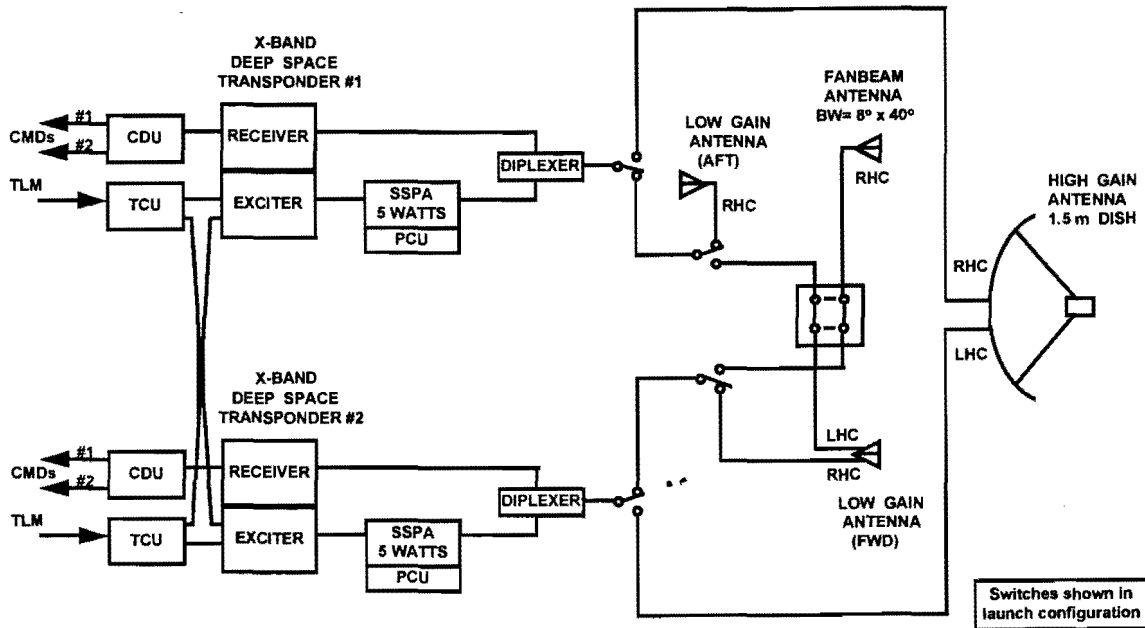 X-BAND
DEEP SPACE
TRANSPONDER #1
#1
CMDs
#2
CDU
RECEIVER
TLM
TCU
EXCITER
SSPA
5 WATTS
PCU
DIPLEXER
LOW GAIN
ANTENNA
(AFT)
RHC
FANBEAM
ANTENNA
BW= 8º x 40º
RHC
HIGH GAIN
ANTENNA
1.5 m DISH
RHC
LHC
X-BAND
DEEP SPACE
TRANSPONDER #2
#1
CMDs
#2
CDU
RECEIVER
TLM
TCU
EXCITER
SSPA
5 WATTS
PCU
DIPLEXER
LHC
RHC
LOW GAIN
ANTENNA
(FWD)
Switches shown in
launch configuration